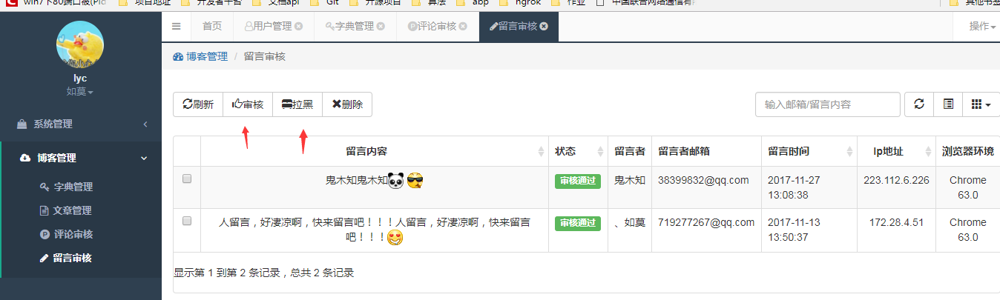 win7下80端口被(Pid 项目地址 开发者平台 文档api Git 开源项目 算法 abp ngrok 作业 中国联合网络通信有 其他书签
首页 用户管理 字典管理 评论审核 留言审核 操作
博客管理 / 留言审核
lyc
如莫
系统管理
博客管理
字典管理
文章管理
评论审核
留言审核
刷新 审核 拉黑 删除 输入邮箱/留言内容
留言内容 状态 留言者 留言者邮箱 留言时间 Ip地址 浏览器环境
鬼木知鬼木知 审核通过 鬼木知 38399832@qq.com 2017-11-27 223.112.6.226 Chrome
13:08:38 63.0
人留言，好凄凉啊，快来留言吧！！！人留言，好凄凉啊，快来留言 审核通过 、如莫 719277267@qq.com 2017-11-13 172.28.4.51 Chrome
吧！！！ 13:50:37 63.0
显示第 1 到第 2 条记录，总共 2 条记录